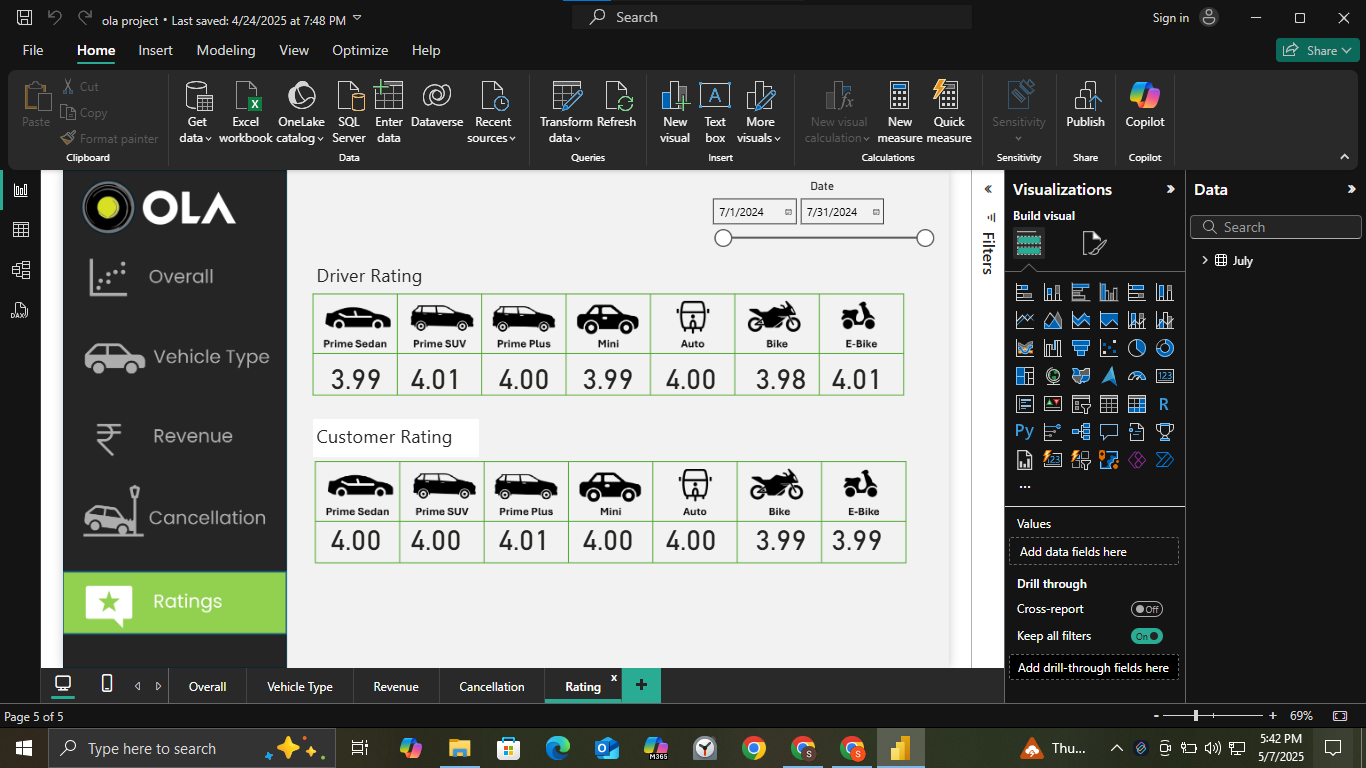 ola project • Last saved: 4/24/2025 at 7:48 PM
Search
Sign in
File Home Insert Modeling View Optimize Help
Share
Paste
Cut
Copy
Format painter
Clipboard
Get data
Excel workbook
OneLake catalog
SQL Server
Enter data
Dataverse
Recent sources
Data
Transform data
Refresh
Queries
New visual
Text box
More visuals
Insert
New visual calculation
New measure
Quick measure
Calculations
Sensitivity
Sensitivity
Publish
Share
Copilot
Copilot
OLA
Overall
Vehicle Type
Revenue
Cancellation
Ratings
Date
7/1/2024 7/31/2024
Driver Rating
Prime Sedan Prime SUV Prime Plus Mini Auto Bike E-Bike
3.99 4.01 4.00 3.99 4.00 3.98 4.01
Customer Rating
Prime Sedan Prime SUV Prime Plus Mini Auto Bike E-Bike
4.00 4.00 4.01 4.00 4.00 3.99 3.99
Filters
Visualizations
Build visual
R
Py
...
Values
Add data fields here
Drill through
Cross-report Off
Keep all filters On
Add drill-through fields here
Data
Search
July
Overall Vehicle Type Revenue Cancellation Rating x +
Page 5 of 5
- + 69%
Type here to search
M365
Thu...
5:42 PM
5/7/2025